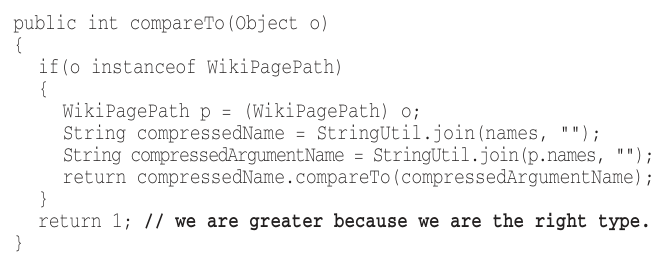 public int compareTo(Object o)
{
if(o instanceof WikiPagePath)
{
WikiPagePath p = (WikiPagePath) o;
String compressedName = StringUtil.join(names, "");
String compressedArgumentName = StringUtil.join(p.names, "");
return compressedName.compareTo(compressedArgumentName);
}
return 1; // we are greater because we are the right type.
}